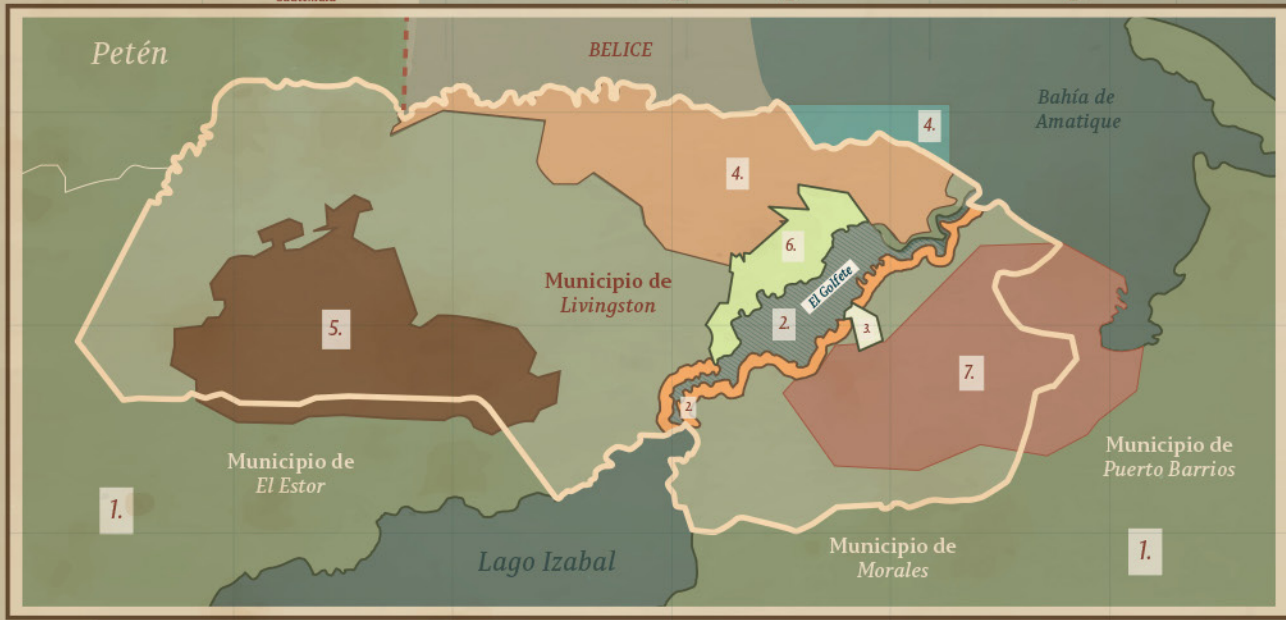 Guatemala
Petén
BELICE
Bahía de
Amatique
4.
4.
6.
El Golfete
Municipio de
Livingston
5.
2.
3.
7.
2
Municipio de
El Estor
Municipio de
Puerto Barrios
1.
Lago Izabal
Municipio de
Morales
1.